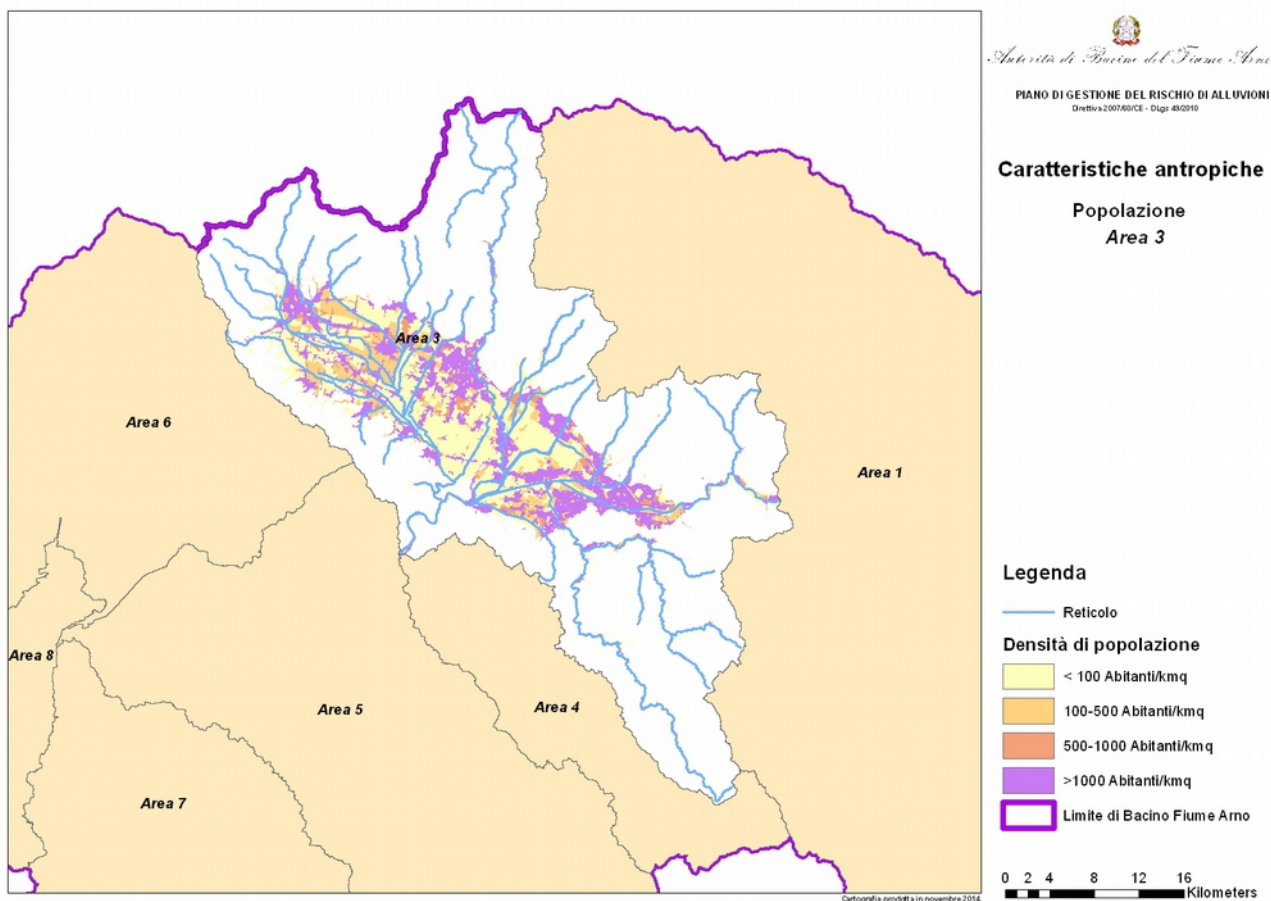 Autorità di Bacino del Fiume Arno
PIANO DI GESTIONE DEL RISCHIO DI ALLUVIONI
Direttiva 2007/60/CE - DLgs 49/2010
Caratteristiche antropiche
Popolazione
Area 3
Area 3
Area 6
Area 1
Area 8
Area 5
Area 4
Area 7
Legenda
Reticolo
Densità di popolazione
< 100 Abitanti/kmq
100-500 Abitanti/kmq
500-1000 Abitanti/kmq
>1000 Abitanti/kmq
Limite di Bacino Fiume Arno
0 2 4 8 12 16
Kilometers
Cartografia prodotta in novembre 2014